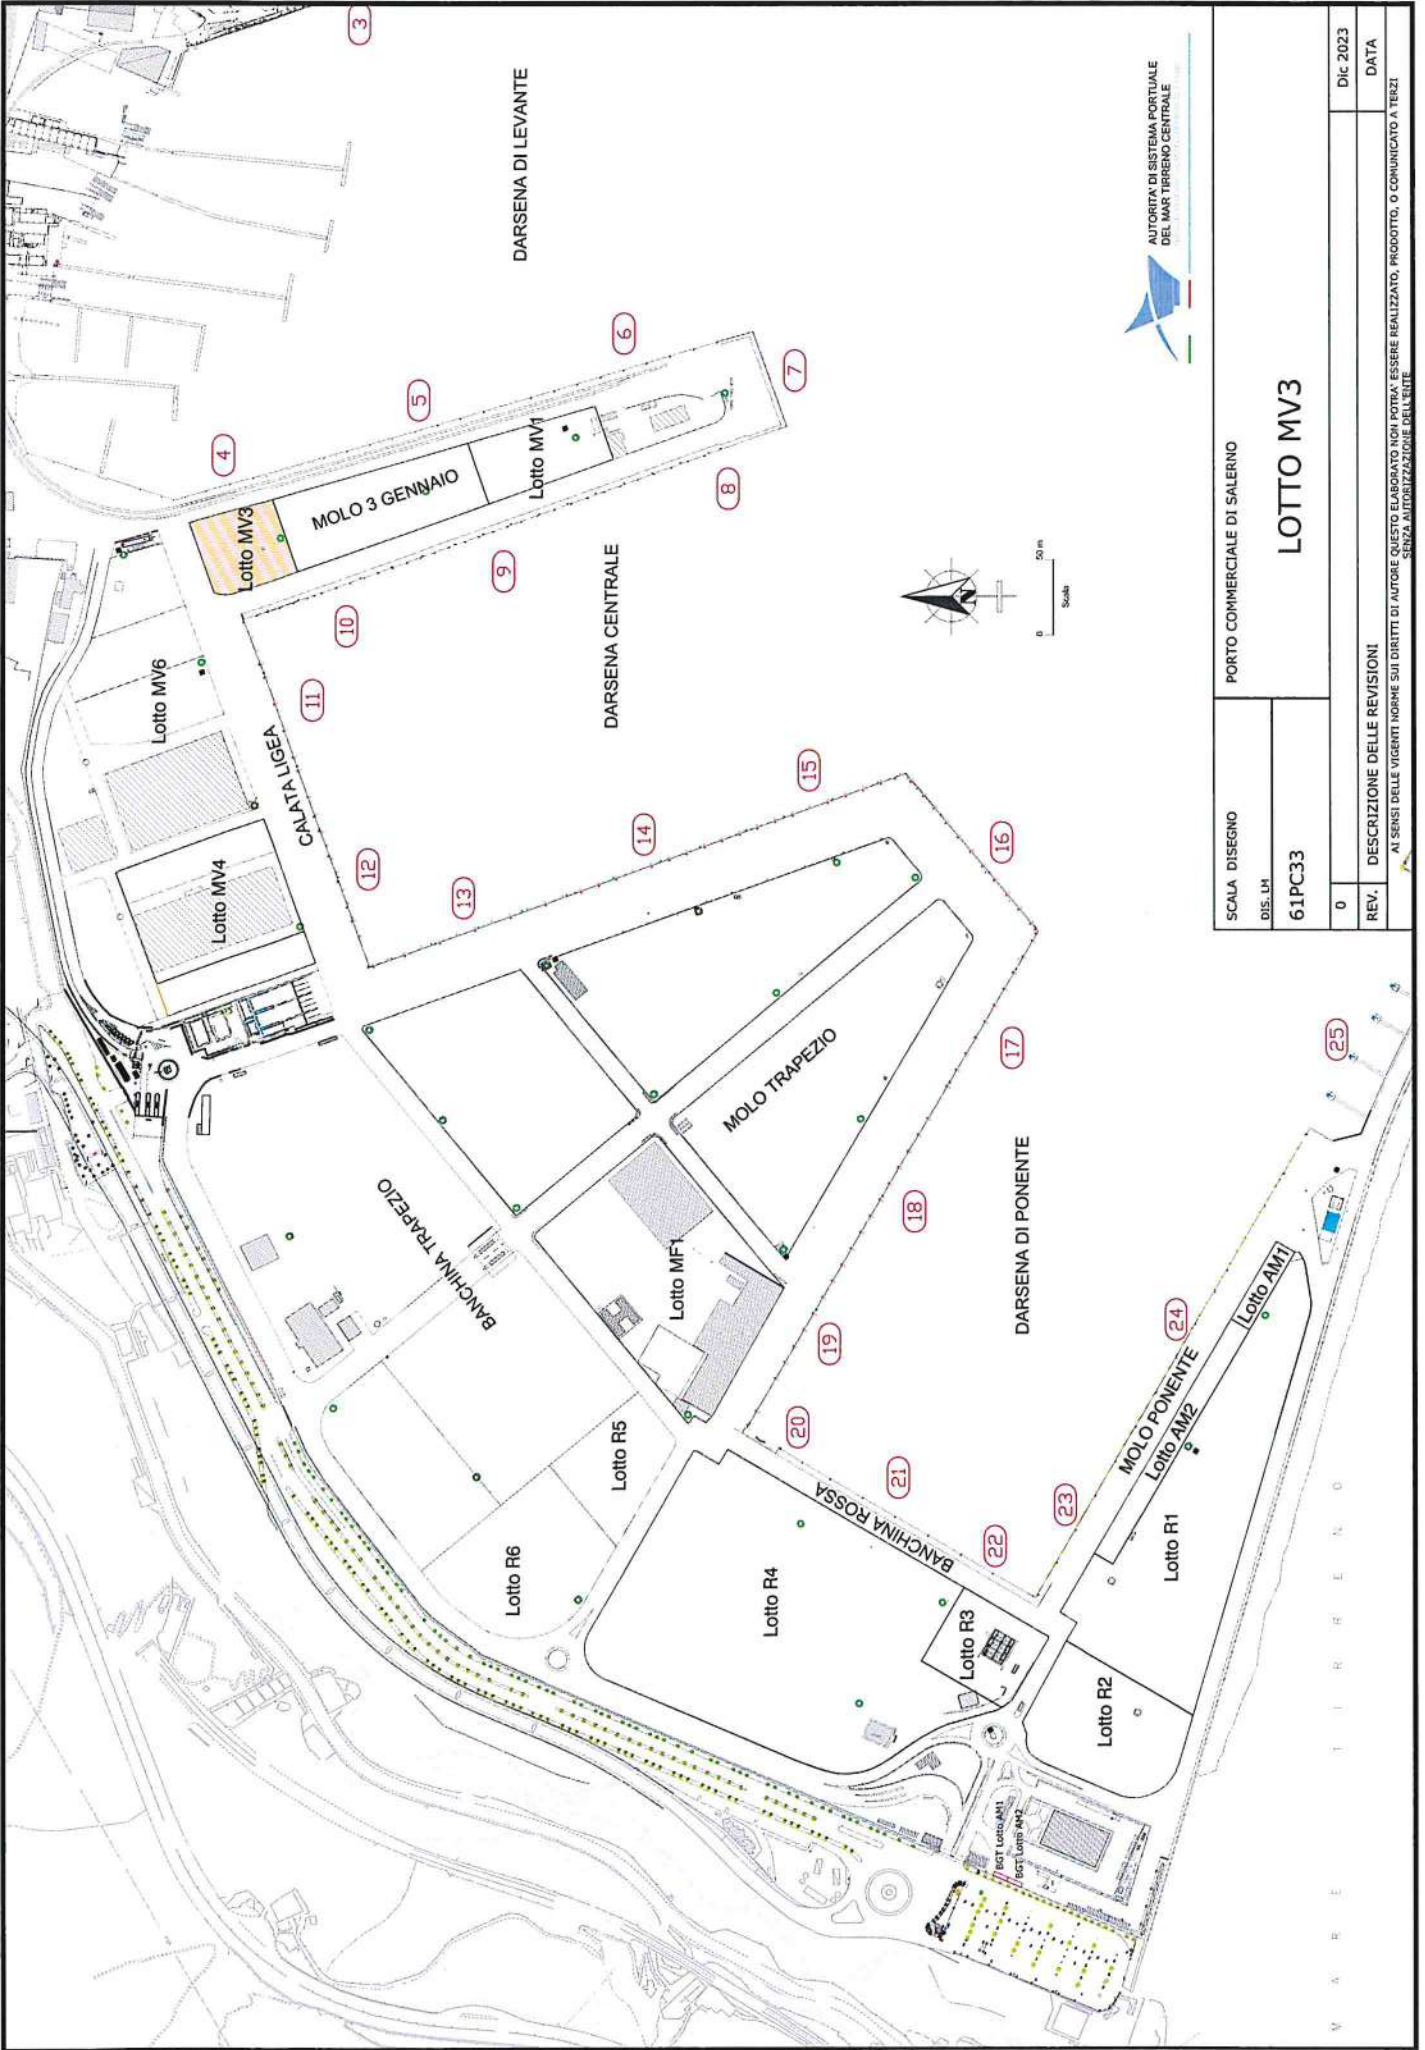 3
DARSENA DI LEVANTE
4
5
6
7
8
9
10
11
12
13
14
15
16
17
18
19
20
21
22
23
24
25
Lotto MV3
MOLO 3 GENNAIO
Lotto MV1
Lotto MV6
CALATA LIGEA
Lotto MV4
DARSENA CENTRALE
N
0
50 m
Scala
BANCHINA TRAPEZIO
MOLO TRAPEZIO
Lotto MF1
DARSENA DI PONENTE
Lotto R5
Lotto R6
BANCHINA ROSSA
Lotto R4
Lotto R3
MOLO PONENTE
Lotto AM1
Lotto AM2
Lotto R1
Lotto R2
BGT Lotto AM1
BGT Lotto AM2
MARE TIRRENO
AUTORITA' DI SISTEMA PORTUALE
DEL MAR TIRRENO CENTRALE
SCALA DISEGNO
DIS. LM
61PC33
PORTO COMMERCIALE DI SALERNO
LOTTO MV3
0
Dic 2023
REV.
DESCRIZIONE DELLE REVISIONI
DATA
AI SENSI DELLE VIGENTI NORME SUI DIRITTI DI AUTORE QUESTO ELABORATO NON POTRA' ESSERE REALIZZATO, PRODOTTO, O COMUNICATO A TERZI
SENZA AUTORIZZAZIONE DELL'ENTE